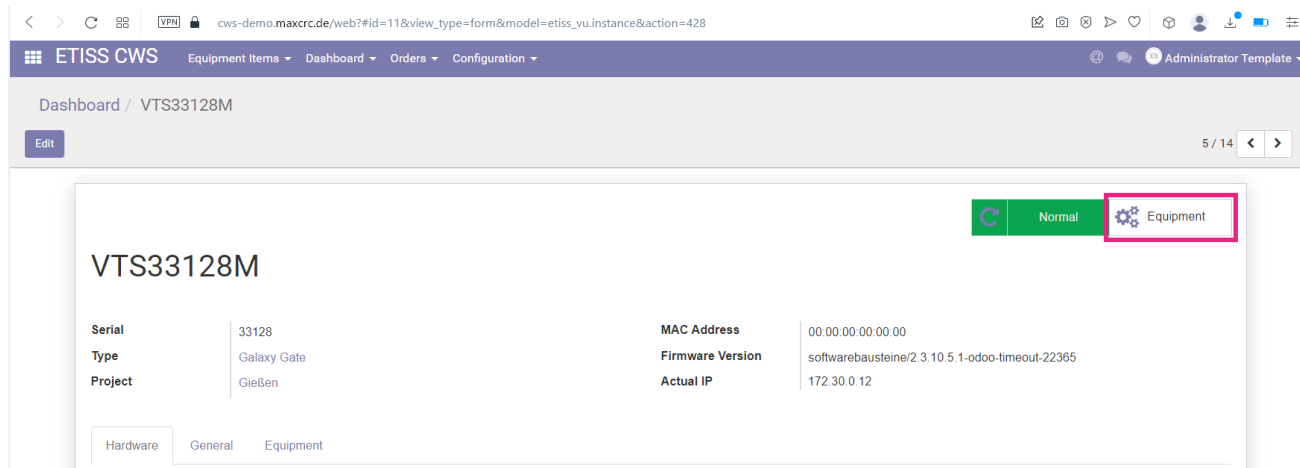 VPN cws-demo.maxcrc.de/web?#id=11&view_type=form&model=etiss_vu.instance&action=428
ETISS CWS Equipment Items Dashboard Orders Configuration @ Administrator Template
Dashboard / VTS33128M
Edit 5 / 14
Normal Equipment
VTS33128M
Serial 33128 MAC Address 00:00:00:00:00:00
Type Galaxy Gate Firmware Version softwarebausteine/2.3.10.5.1-odoo-timeout-22365
Project Gießen Actual IP 172.30.0.12
Hardware General Equipment